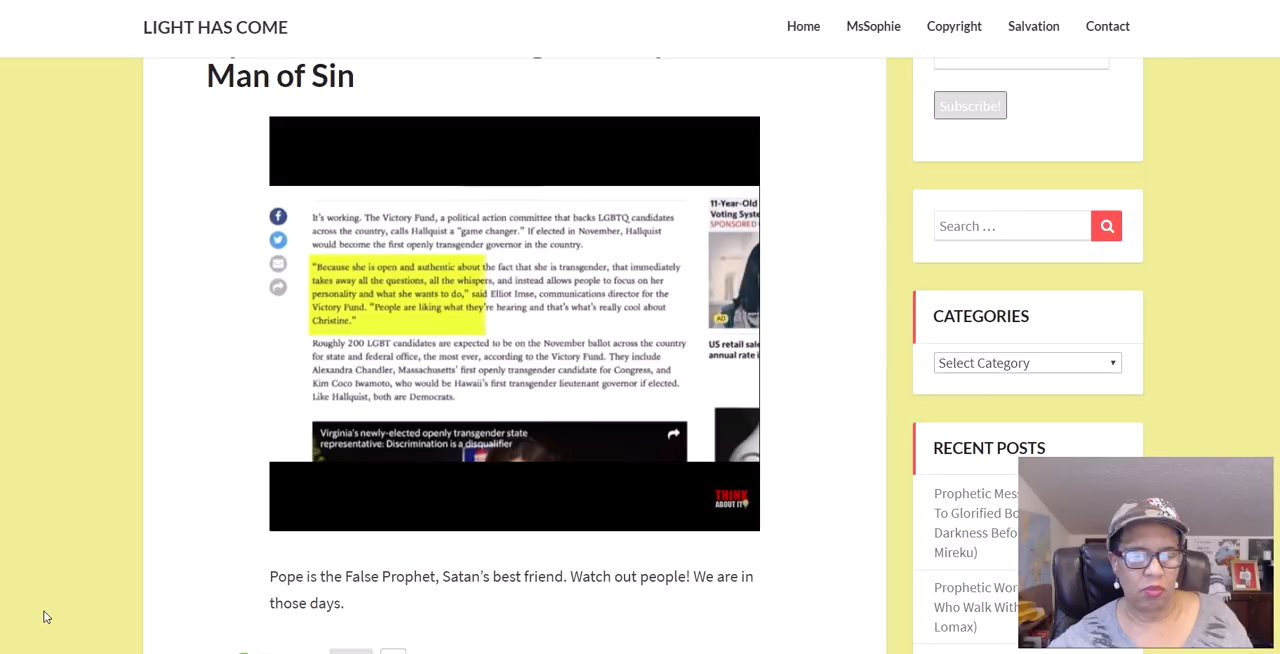 LIGHT HAS COME
Home
MsSophie
Copyright
Salvation
Contact
Man of Sin
It's working. The Victory Fund, a political action committee that backs LGBTQ candidates
across the country, calls Hallquist a "game changer." If elected in November, Hallquist
would become the first openly transgender governor in the country.
"Because she is open and authentic about the fact that she is transgender, that immediately
takes away all the questions, all the whispers, and instead allows people to focus on her
personality and what she wants to do," said Elliot Imse, communications director for the
Victory Fund. "People are liking what they're hearing and that's what's really cool about
Christine."
Roughly 200 LGBT candidates are expected to be on the November ballot across the country
for state and federal office, the most ever, according to the Victory Fund. They include
Alexandra Chandler, Massachusetts' first openly transgender candidate for Congress, and
Kim Coco Iwamoto, who would be Hawaii's first transgender lieutenant governor if elected.
Like Hallquist, both are Democrats.
Virginia's newly-elected openly transgender state
representative: Discrimination is a disqualifier
11-Year-Old
Voting Syste
SPONSORED
AD
US retail sale
annual rate i
THINK
ABOUT IT
Pope is the False Prophet, Satan's best friend. Watch out people! We are in
those days.
Subscribe!
Search …
CATEGORIES
Select Category
RECENT POSTS
Prophetic Mes
To Glorified Bo
Darkness Befo
Mireku)
Prophetic Wor
Who Walk With
Lomax)